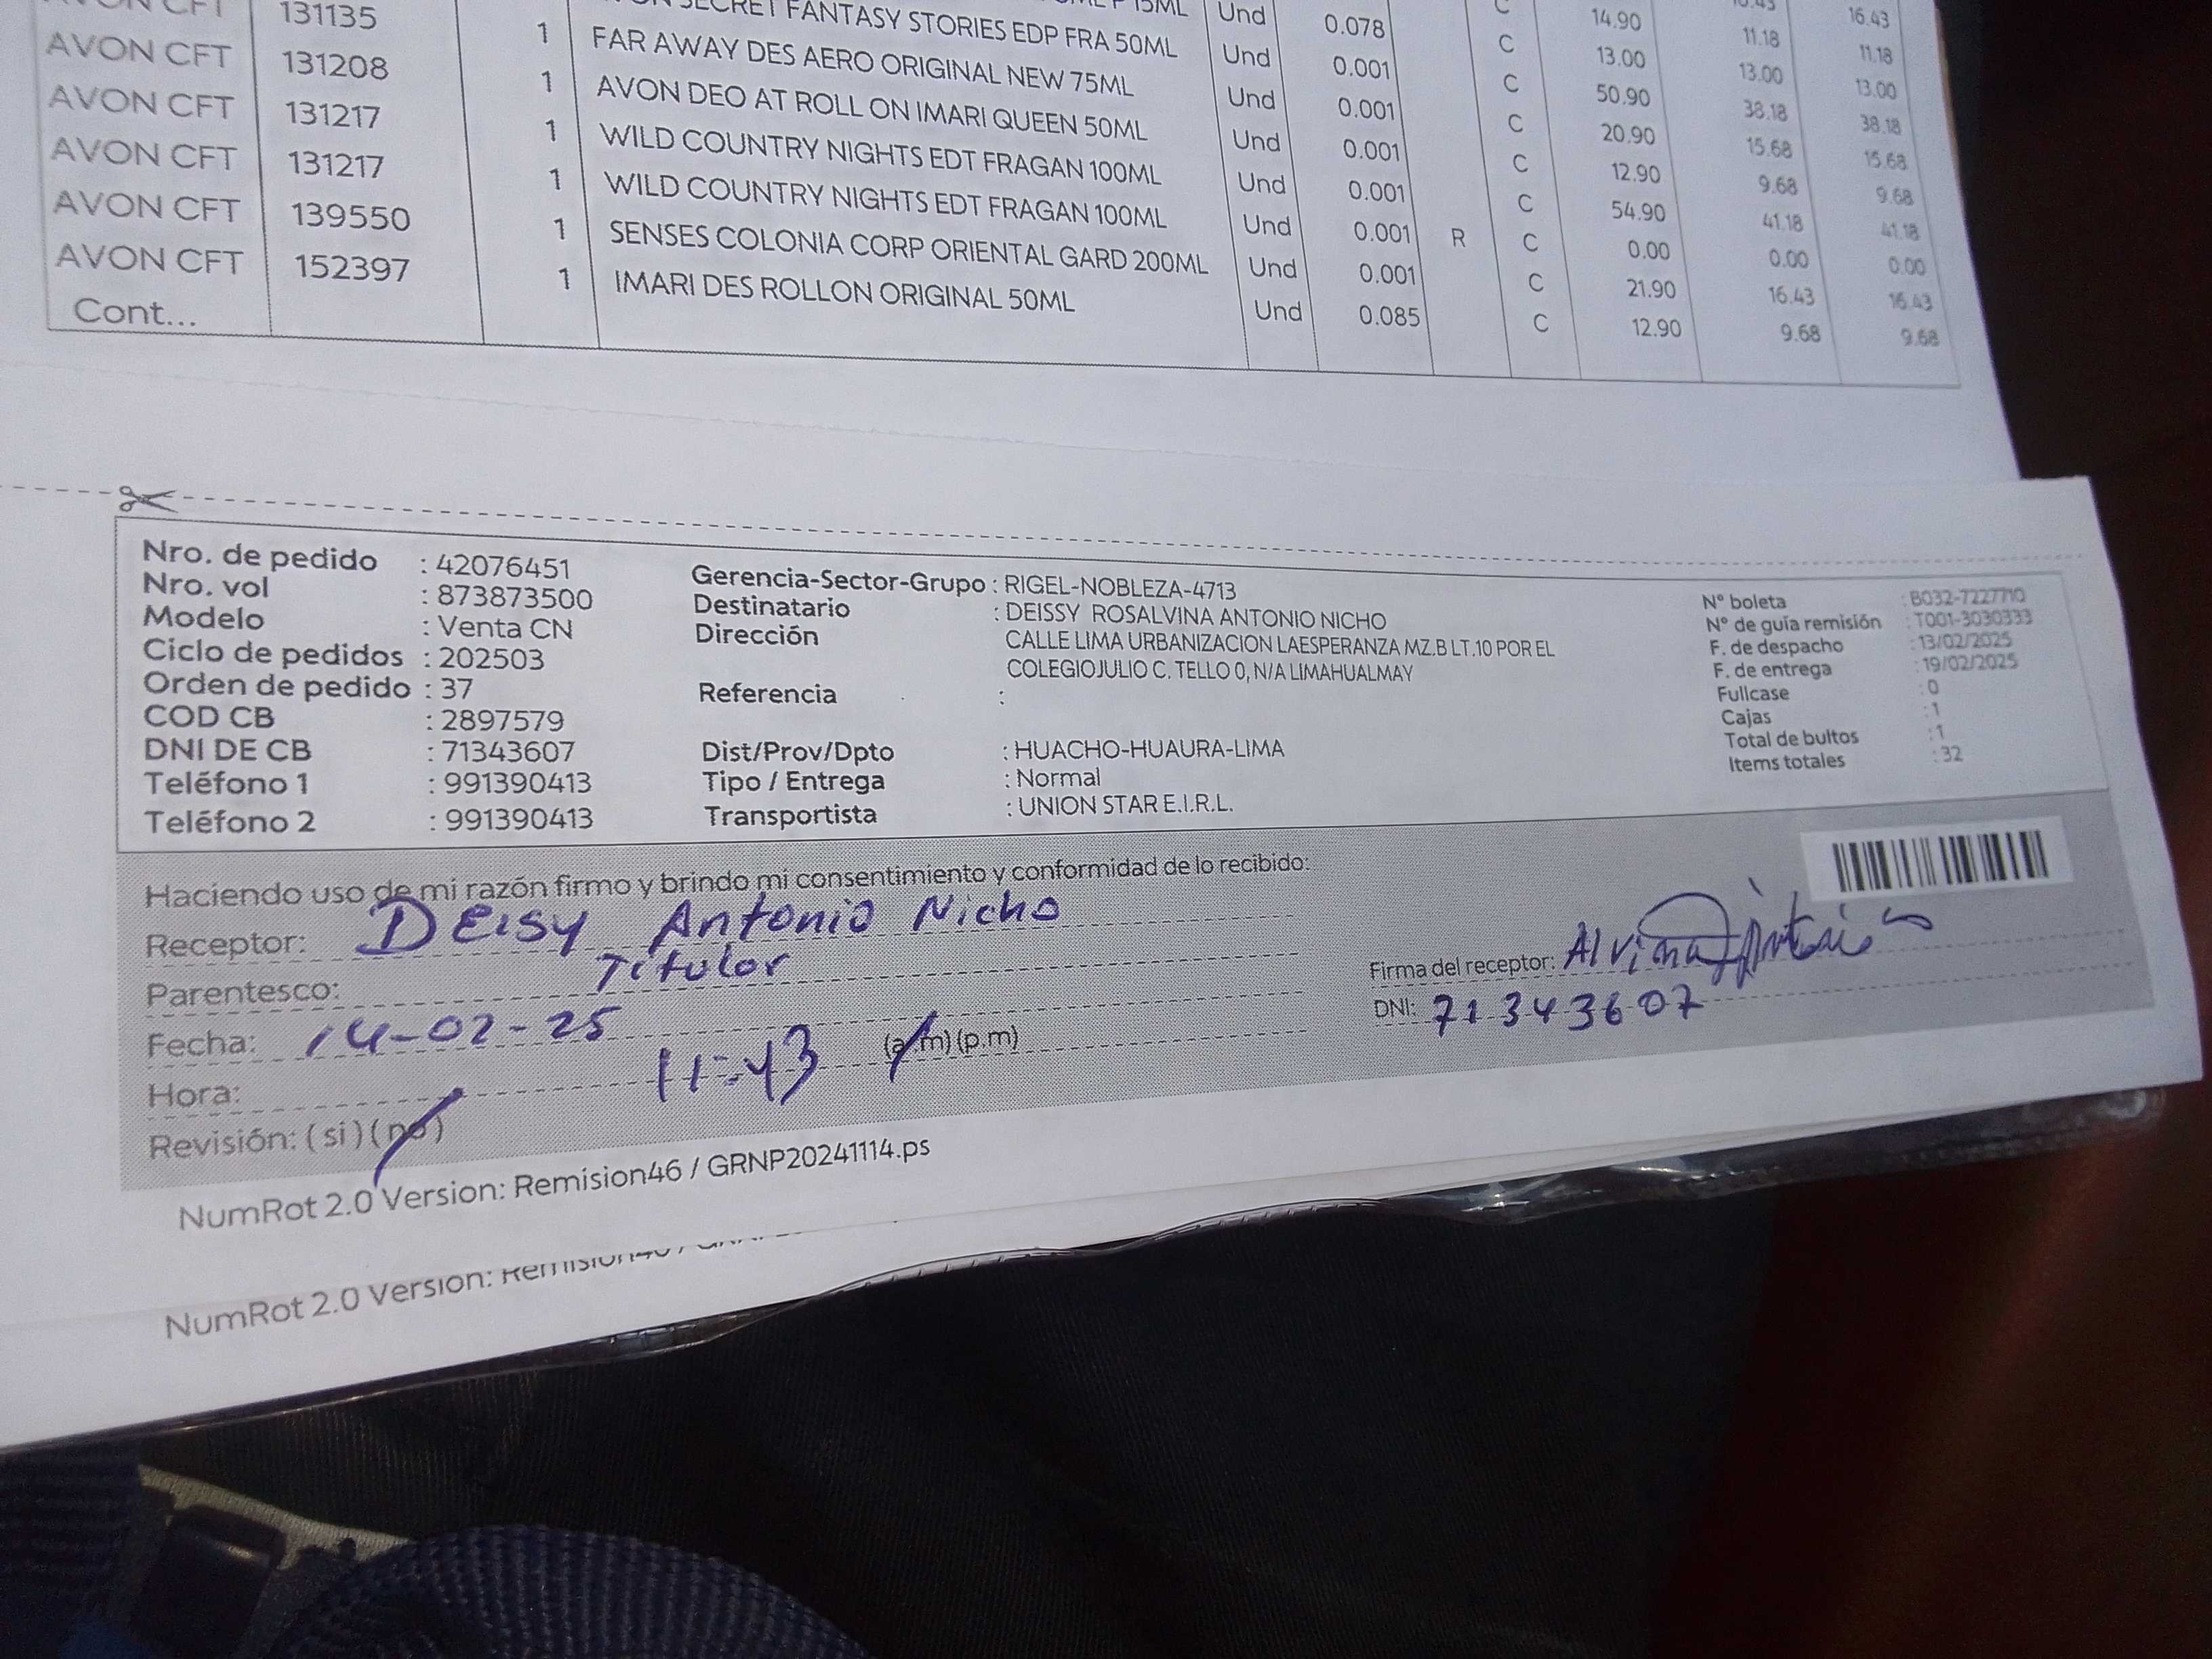 131135 Und 0.078 C 14.90 16.43
AVON CFT 131208 1 SECRET FANTASY STORIES EDP FRA 50ML Und 0.001 C 13.00 11.18 11.18
AVON CFT 131217 1 FAR AWAY DES AERO ORIGINAL NEW 75ML Und 0.001 C 50.90 13.00 13.00
AVON CFT 131217 1 AVON DEO AT ROLL ON IMARI QUEEN 50ML Und 0.001 C 20.90 38.18 38.18
AVON CFT 139550 1 WILD COUNTRY NIGHTS EDT FRAGAN 100ML Und 0.001 C 12.90 15.68 15.68
AVON CFT 152397 1 WILD COUNTRY NIGHTS EDT FRAGAN 100ML Und 0.001 R C 54.90 9.68 9.68
Cont... 1 SENSES COLONIA CORP ORIENTAL GARD 200ML Und 0.001 C 0.00 41.18 41.18
IMARI DES ROLLON ORIGINAL 50ML Und 0.085 C 21.90 0.00 0.00
12.90 16.43 16.43
9.68 9.68
Nro. de pedido : 42076451
Nro. vol : 873873500
Modelo : Venta CN
Ciclo de pedidos : 202503
Orden de pedido : 37
COD CB : 2897579
DNI DE CB : 71343607
Teléfono 1 : 991390413
Teléfono 2 : 991390413
Gerencia-Sector-Grupo : RIGEL-NOBLEZA-4713
Destinatario : DEISSY ROSALVINA ANTONIO NICHO
Dirección CALLE LIMA URBANIZACION LAESPERANZA MZ.B LT.10 POR EL
COLEGIOJULIO C. TELLO 0, N/A LIMAHUALMAY
Referencia :
Dist/Prov/Dpto : HUACHO-HUAURA-LIMA
Tipo / Entrega : Normal
Transportista : UNION STAR E.I.R.L.
N° boleta : B032-7227710
N° de guía remisión : T001-3030333
F. de despacho : 13/02/2025
F. de entrega : 19/02/2025
Fullcase : 0
Cajas : 1
Total de bultos : 1
Items totales : 32
Haciendo uso de mi razón firmo y brindo mi consentimiento y conformidad de lo recibido:
Receptor: DEisy Antonio Nicho
Parentesco: Titular
Fecha: 14-02-25
Hora: 11:43 (a.m) (p.m)
Revisión: ( si ) ( no )
Firma del receptor: Alvina Antonio
DNI: 71343607
NumRot 2.0 Version: Remision46 / GRNP20241114.ps
NumRot 2.0 Version: Remision46 /